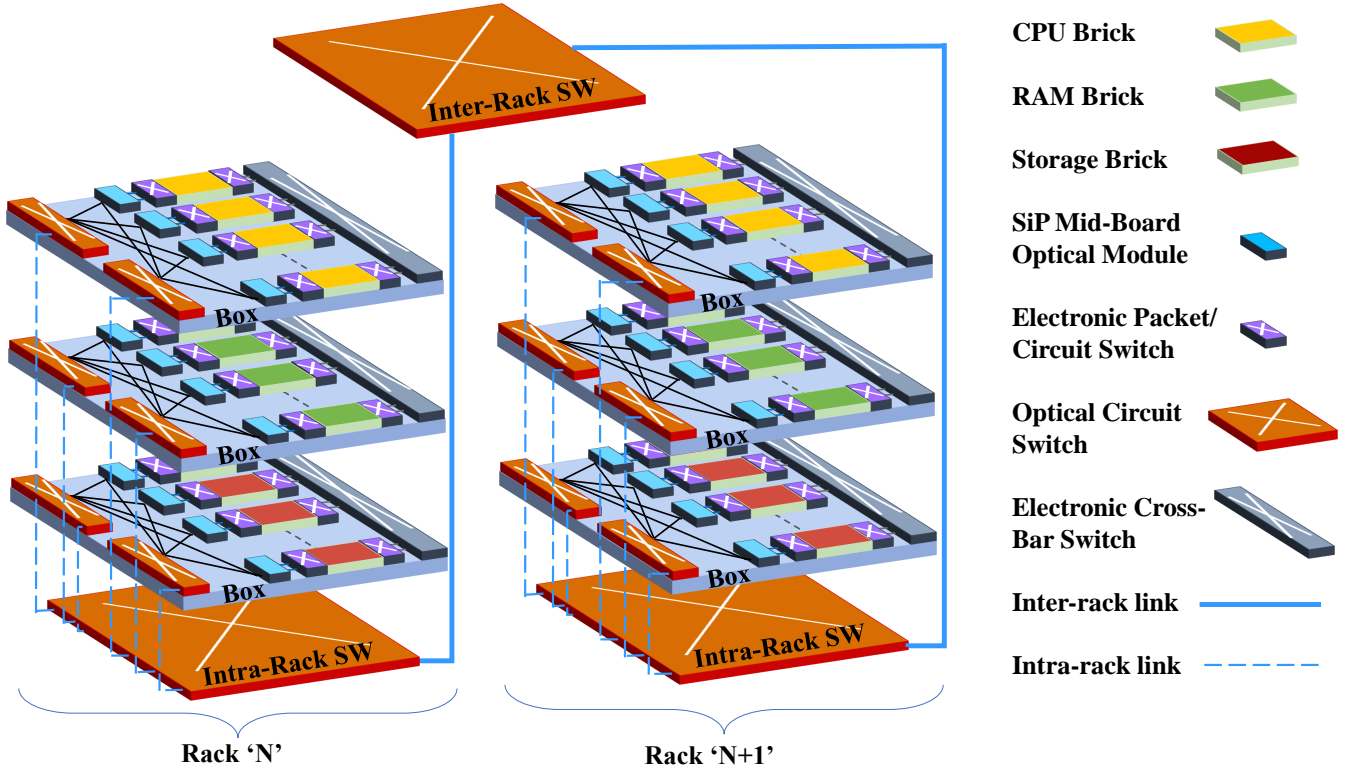 Inter-Rack SW
Box
Box
Box
Intra-Rack SW
Rack ‘N’
Box
Box
Box
Intra-Rack SW
Rack ‘N+1’
CPU Brick
RAM Brick
Storage Brick
SiP Mid-Board
Optical Module
Electronic Packet/
Circuit Switch
Optical Circuit
Switch
Electronic Cross-
Bar Switch
Inter-rack link
Intra-rack link